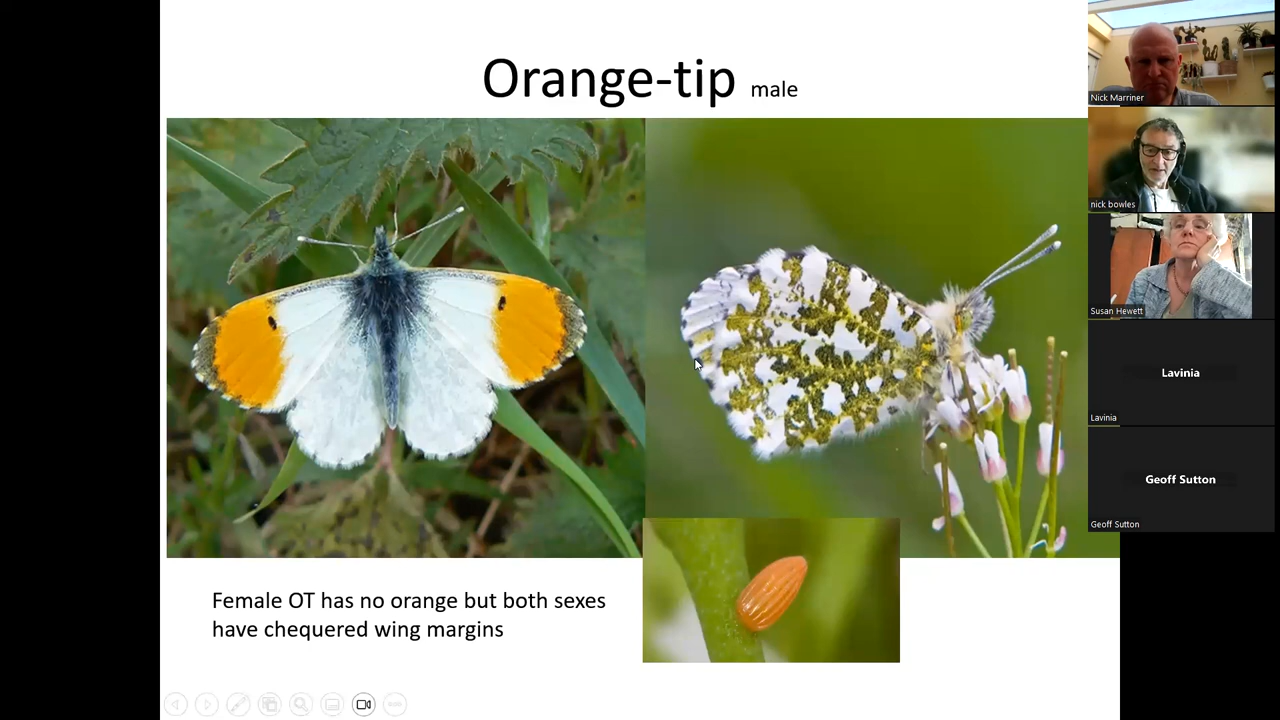 Orange-tip male
Female OT has no orange but both sexes
have chequered wing margins
Nick Marriner
nick bowles
Susan Hewett
Lavinia
Lavinia
Geoff Sutton
Geoff Sutton